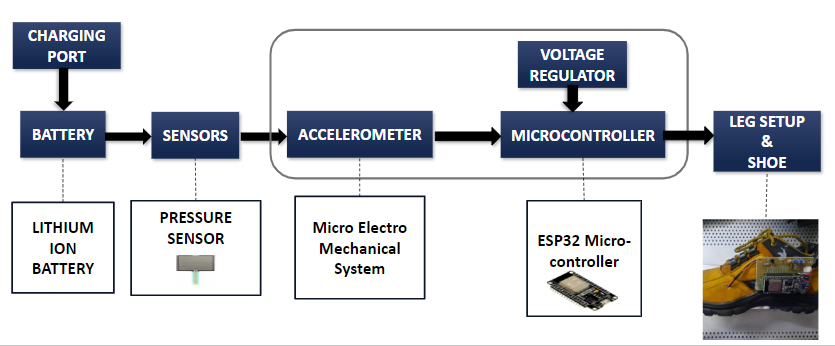 CHARGING
PORT
VOLTAGE
REGULATOR
BATTERY
SENSORS
ACCELEROMETER
MICROCONTROLLER
LEG SETUP
&
SHOE
LITHIUM
ION
BATTERY
PRESSURE
SENSOR
Micro Electro
Mechanical
System
ESP32 Micro-
controller